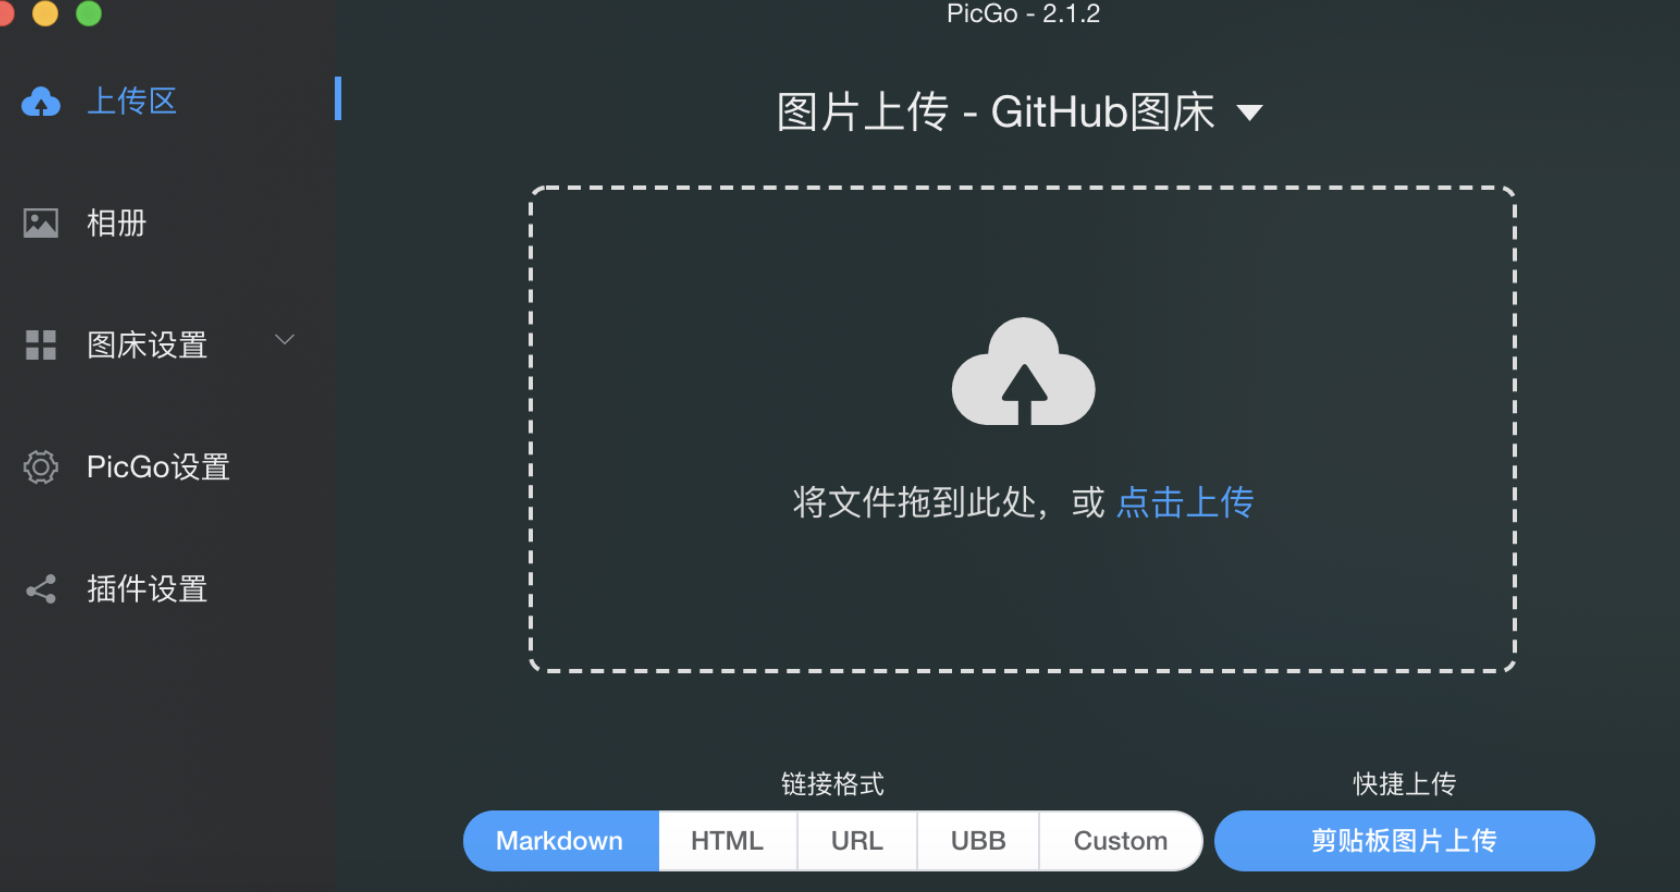 PicGo - 2.1.2
上传区
相册
图床设置
PicGo设置
插件设置
图片上传 - GitHub图床
将文件拖到此处，或 点击上传
链接格式
Markdown
HTML
URL
UBB
Custom
快捷上传
剪贴板图片上传